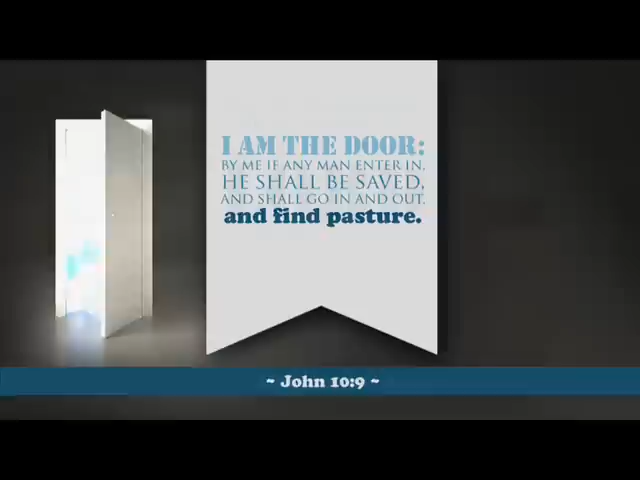 I AM THE DOOR:
BY ME IF ANY MAN ENTER IN,
HE SHALL BE SAVED,
AND SHALL GO IN AND OUT,
and find pasture.
~ John 10:9 ~